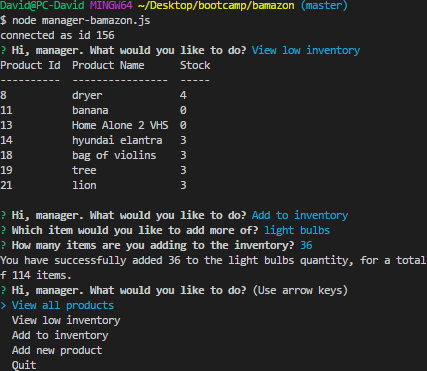 David@PC-David MINGW64 ~/Desktop/bootcamp/bamazon (master)
$ node manager-bamazon.js
connected as id 156
? Hi, manager. What would you like to do? View low inventory
Product Id  Product Name     Stock
----------  ---------------  -----
8           dryer            4
11          banana           0
13          Home Alone 2 VHS  0
14          hyundai elantra  3
18          bag of violins   3
19          tree             3
21          lion             3
? Hi, manager. What would you like to do? Add to inventory
? Which item would you like to add more of? light bulbs
? How many items are you adding to the inventory? 36
You have successfully added 36 to the light bulbs quantity, for a total
f 114 items.
? Hi, manager. What would you like to do? (Use arrow keys)
> View all products
  View low inventory
  Add to inventory
  Add new product
  Quit